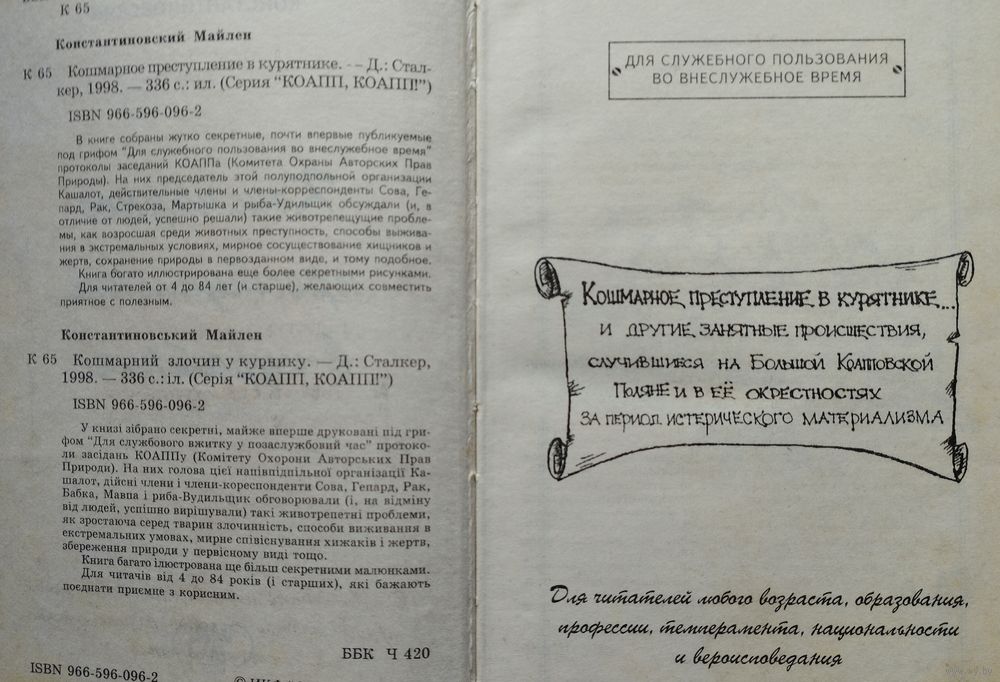 К 65
Константиновский Майлен
К 65 Кошмарное преступление в курятнике. -- Д.: Стал-
кер, 1998. — 336 с.: ил. (Серия "КОАПП, КОАПП!")
ISBN 966-596-096-2
В книге собраны жутко секретные, почти впервые публикуемые
под грифом "Для служебного пользования во внеслужебное время"
протоколы заседаний КОАППа (Комитета Охраны Авторских Прав
Природы). На них председатель этой полуподпольной организации
Кашалот, действительные члены и члены-корреспонденты Сова, Ге-
пард, Рак, Стрекоза, Мартышка и рыба-Удильщик обсуждали (и, в
отличие от людей, успешно решали) такие животрепещущие пробле-
мы, как возросшая среди животных преступность, способы выжива-
ния в экстремальных условиях, мирное сосуществование хищников и
жертв, сохранение природы в первозданном виде, и тому подобное.
Книга богато иллюстрирована еще более секретными рисунками.
Для читателей от 4 до 84 лет (и старше), желающих совместить
приятное с полезным.
Константиновський Майлен
К 65 Кошмарний злочин у курнику. — Д.: Сталкер,
1998. — 336 с.:іл. (Серія "КОАПП, КОАПП!")
ISBN 966-596-096-2
У книзі зібрано секретні, майже вперше друковані під гри-
фом "Для службового вжитку у позаслужбовий час" протоко-
ли засідань КОАППу (Комітету Охорони Авторських Прав
Природи). На них голова цієї напівпідпільної організації Ка-
шалот, дійсні члени і члени-кореспонденти Сова, Гепард, Рак,
Бабка, Мавпа і риба-Вудильщик обговорювали (і, на відміну
від людей, успішно вирішували) такі животрепетні проблеми,
як зростаюча серед тварин злочинність, способи виживання в
екстремальних умовах, мирне співіснування хижаків і жертв,
збереження природи у первісному виді тощо.
Книга багато ілюстрована ще більш секретними малюнками.
Для читачів від 4 до 84 років (і старших), які бажають
поєднати приємне з корисним.
ББК Ч 420
ISBN 966-596-096-2
ДЛЯ СЛУЖЕБНОГО ПОЛЬЗОВАНИЯ
ВО ВНЕСЛУЖЕБНОЕ ВРЕМЯ
Кошмарное преступление в курятнике...
и другие занятные происшествия,
случившиеся на Большой Коапповской
Поляне и в её окрестностях
за период истерического материализма
Для читателей любого возраста, образования,
профессии, темперамента, национальности
и вероисповедания